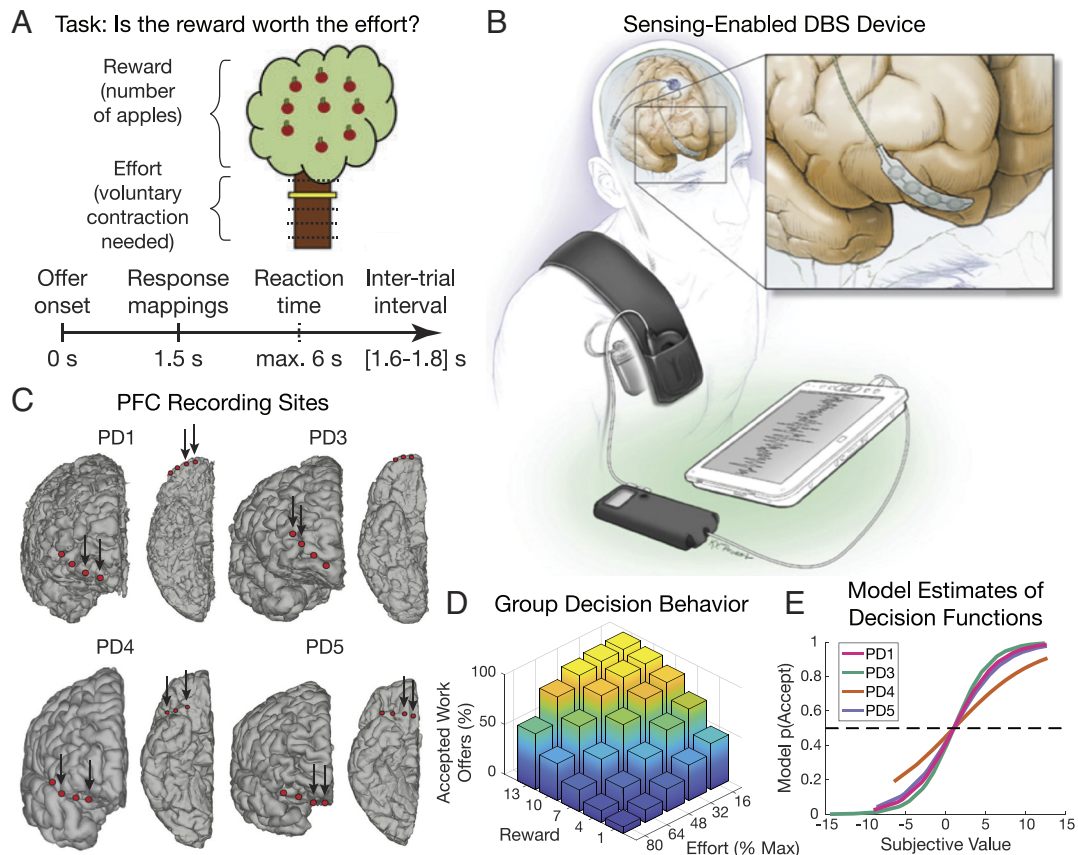 A
Task: Is the reward worth the effort?
Reward
(number
of apples)
Effort
(voluntary
contraction
needed)
Offer
onset
Response
mappings
Reaction
time
Inter-trial
interval
0 s
1.5 s
max. 6 s
[1.6-1.8] s
B
Sensing-Enabled DBS Device
C
PFC Recording Sites
PD1
PD3
PD4
PD5
D
Group Decision Behavior
Accepted Work
Offers (%)
100
50
0
13
10
7
4
1
Reward
80
64
48
32
16
Effort (% Max)
E
Model Estimates of
Decision Functions
Model p(Accept)
1
0.8
0.6
0.4
0.2
0
PD1
PD3
PD4
PD5
-15
-10
-5
0
5
10
15
Subjective Value